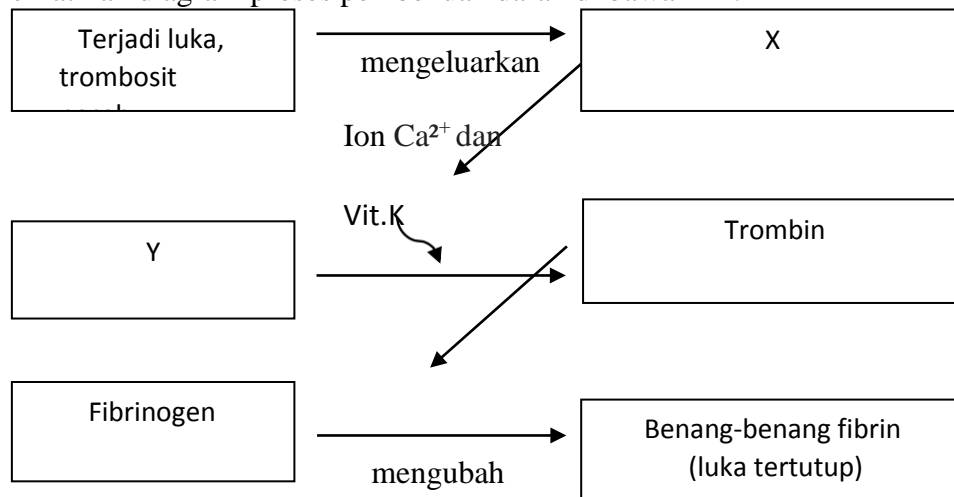 Terjadi luka,
trombosit
mengeluarkan
X
Ion Ca²⁺ dan
Vit.K
Y
Trombin
Fibrinogen
mengubah
Benang-benang fibrin
(luka tertutup)